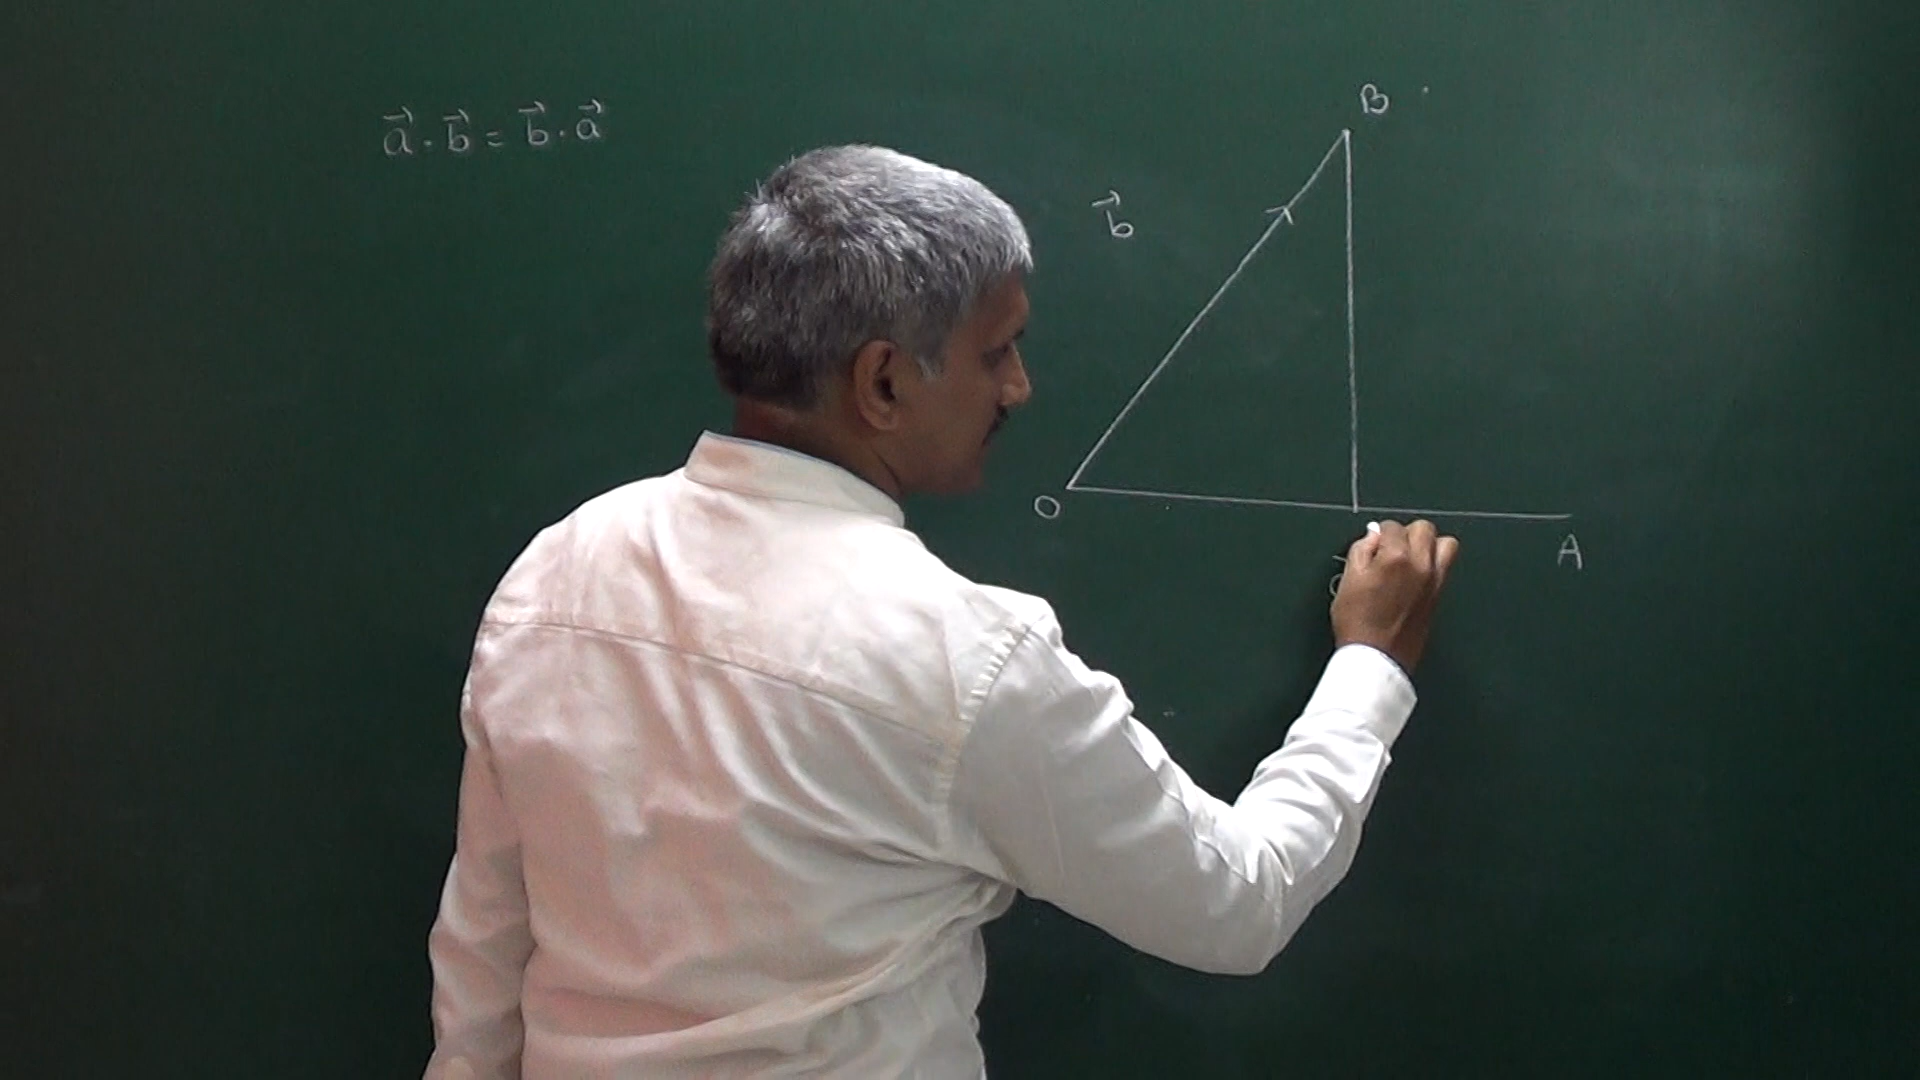 a⃗ · b⃗ = b⃗ · a⃗
B
b⃗
O
A